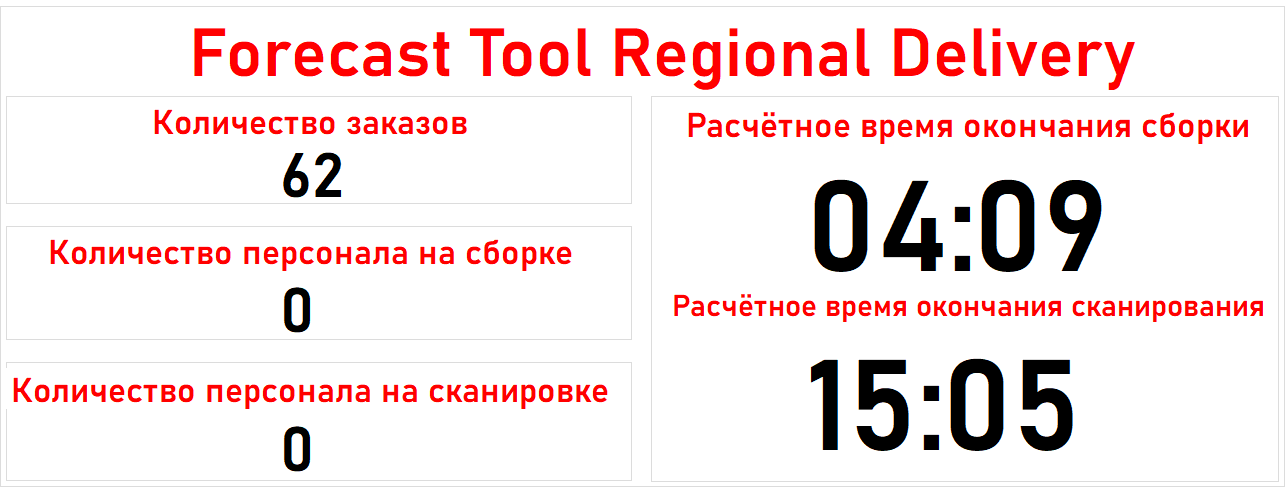 Forecast Tool Regional Delivery
Количество заказов
62
Количество персонала на сборке
0
Количество персонала на сканировке
0
Расчётное время окончания сборки
04:09
Расчётное время окончания сканирования
15:05